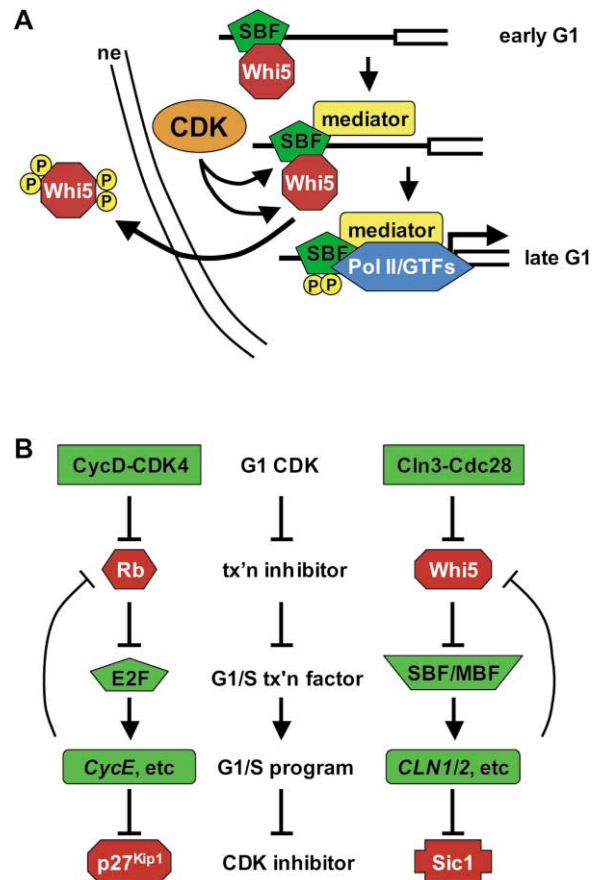 A
SBF
Whi5
early G1
ne
CDK
mediator
SBF
Whi5
P
P
P
P
Whi5
mediator
SBF
Pol II/GTFs
P P
late G1
B
CycD-CDK4 G1 CDK Cln3-Cdc28
Rb tx'n inhibitor Whi5
E2F G1/S tx'n factor SBF/MBF
CycE, etc G1/S program CLN1/2, etc
p27Kip1 CDK inhibitor Sic1